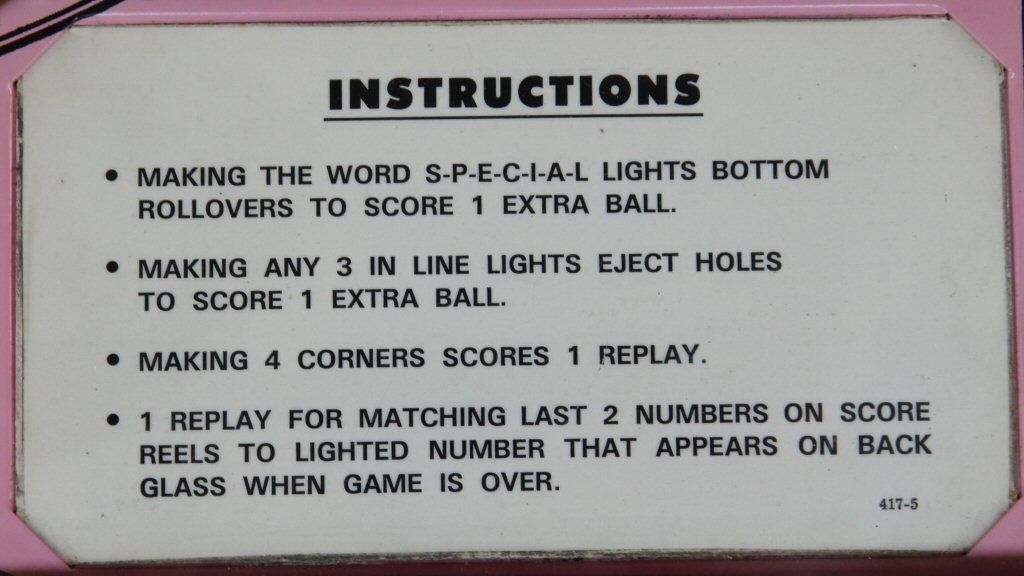 INSTRUCTIONS
• MAKING THE WORD S-P-E-C-I-A-L LIGHTS BOTTOM
ROLLOVERS TO SCORE 1 EXTRA BALL.
• MAKING ANY 3 IN LINE LIGHTS EJECT HOLES
TO SCORE 1 EXTRA BALL.
• MAKING 4 CORNERS SCORES 1 REPLAY.
• 1 REPLAY FOR MATCHING LAST 2 NUMBERS ON SCORE
REELS TO LIGHTED NUMBER THAT APPEARS ON BACK
GLASS WHEN GAME IS OVER.
417-5